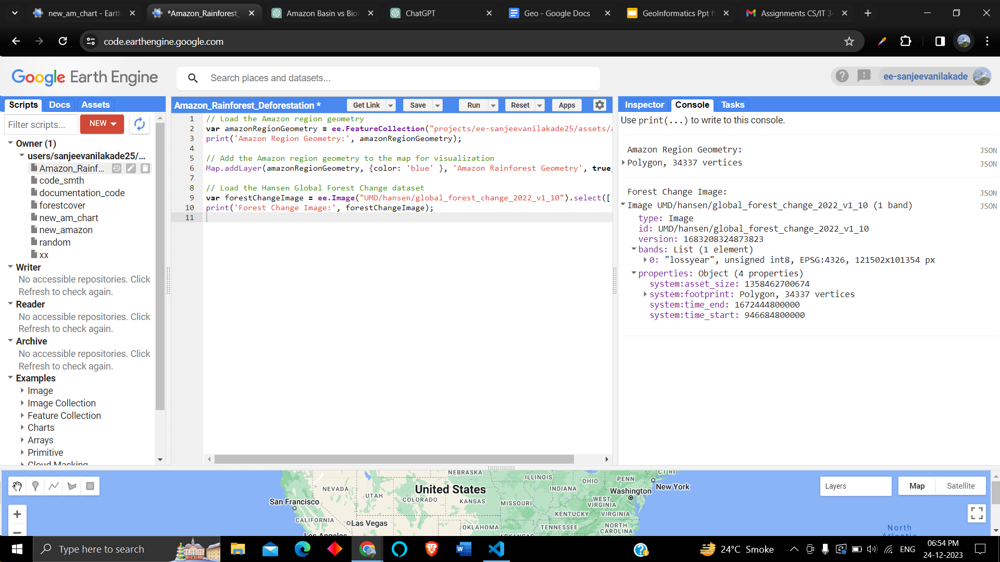 new_am_chart - Earth
*Amazon_Rainforest_
Amazon Basin vs Bior
ChatGPT
Geo - Google Docs
GeoInformatics Ppt f
Assignments CS/IT 3
code.earthengine.google.com
Google Earth Engine
Search places and datasets...
ee-sanjeevanilakade
Scripts Docs Assets
Filter scripts...
NEW
Owner (1)
users/sanjeevanilakade25/...
Amazon_Rainf...
code_smth
documentation_code
forestcover
new_am_chart
new_amazon
random
xx
Writer
No accessible repositories. Click
Refresh to check again.
Reader
No accessible repositories. Click
Refresh to check again.
Archive
No accessible repositories. Click
Refresh to check again.
Examples
Image
Image Collection
Feature Collection
Charts
Arrays
Primitive
Cloud Masking
Amazon_Rainforest_Deforestation *
Get Link Save Run Reset Apps
1 // Load the Amazon region geometry
2 var amazonRegionGeometry = ee.FeatureCollection("projects/ee-sanjeevanilakade25/assets/a
3 print('Amazon Region Geometry:', amazonRegionGeometry);
4
5 // Add the Amazon region geometry to the map for visualization
6 Map.addLayer(amazonRegionGeometry, {color: 'blue' }, 'Amazon Rainforest Geometry', true,
7
8 // Load the Hansen Global Forest Change dataset
9 var forestChangeImage = ee.Image("UMD/hansen/global_forest_change_2022_v1_10").select([
10 print('Forest Change Image:', forestChangeImage);
11
Inspector Console Tasks
Use print(...) to write to this console.
Amazon Region Geometry: JSON
Polygon, 34337 vertices JSON
Forest Change Image: JSON
Image UMD/hansen/global_forest_change_2022_v1_10 (1 band) JSON
type: Image
id: UMD/hansen/global_forest_change_2022_v1_10
version: 1683208324873823
bands: List (1 element)
0: "lossyear", unsigned int8, EPSG:4326, 121502x101354 px
properties: Object (4 properties)
system:asset_size: 1358462700674
system:footprint: Polygon, 34337 vertices
system:time_end: 1672444800000
system:time_start: 946684800000
NEBRASKA
ILLINOIS
OHIO
PENN
CT RI
NEVADA
United States
INDIANA
Washington
New York
UTAH
COLORADO
KANSAS
MISSOURI
WEST
VIRGINIA
San Francisco
KENTUCKY
VIRGINIA
CALIFORNIA
Las Vegas
OKLAHOMA
TENNESSEE
NORTH
CAROLINA
Los Angeles
ARKANSAS
North
Atlantic
Layers
Map Satellite
Type here to search
24°C Smoke
ENG
06:54 PM
24-12-2023